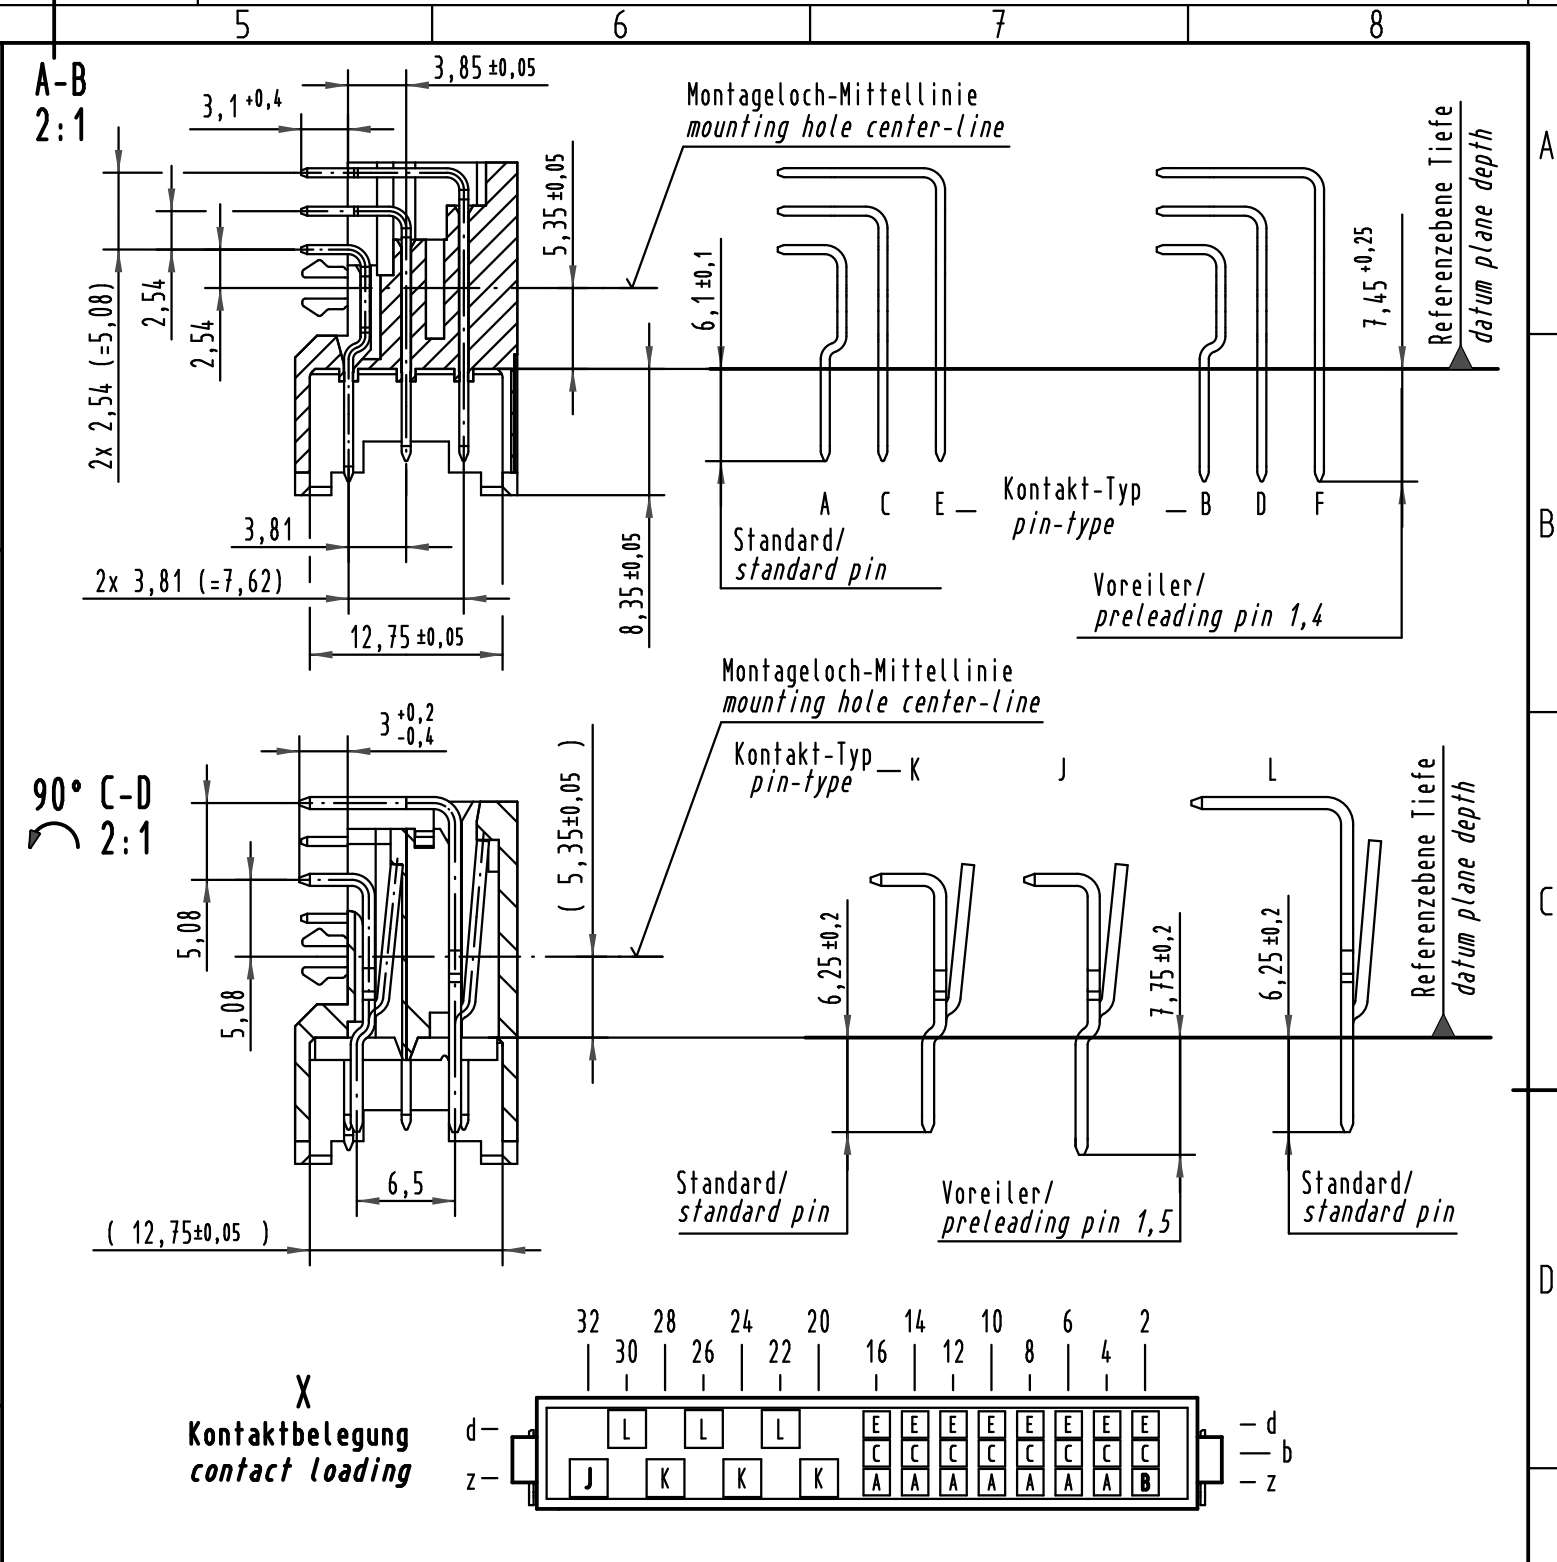 5 6 7 8
A-B
2:1
3,85 ±0,05
3,1 +0,4
Montageloch-Mittellinie
mounting hole center-line
A
5,35 ±0,05
6,1 ±0,1
7,45 +0,25
Referenzebene Tiefe
datum plane depth
2x 2,54 (=5,08)
2,54
2,54
A C E — Kontakt-Typ — B D F
pin-type
B
3,81
2x 3,81 (=7,62)
12,75 ±0,05
8,35 ±0,05
Standard/
standard pin
Voreiler/
preleading pin 1,4
Montageloch-Mittellinie
mounting hole center-line
3 +0,2
-0,4
Kontakt-Typ — K J L
pin-type
90° C-D
2:1
( 5,35±0,05 )
5,08
5,08
6,25 ±0,2
7,75 ±0,2
6,25 ±0,2
Referenzebene Tiefe
datum plane depth
C
6,5
( 12,75±0,05 )
Standard/
standard pin
Voreiler/
preleading pin 1,5
Standard/
standard pin
D
32 28 24 20 14 10 6 2
30 26 22 16 12 8 4
X
Kontaktbelegung
contact loading
d— L L L E E E E E E E E — d
C C C C C C C C — b
z— J K K K A A A A A A A B — z